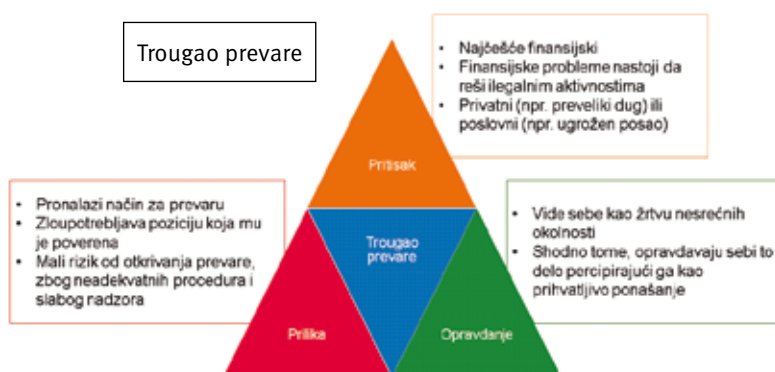 Trougao prevare
• Najčešće finansijski
• Finansijske probleme nastoji da
reši ilegalnim aktivnostima
• Privatni (npr. preveliki dug) ili
poslovni (npr. ugrožen posao)
Pritisak
• Pronalazi način za prevaru
• Zloupotrebljava poziciju koja mu
je poverena
• Mali rizik od otkrivanja prevare,
zbog neadekvatnih procedura i
slabog nadzora
Trougao
prevare
• Vide sebe kao žrtvu nesrećnih
okolnosti
• Shodno tome, opravdavaju sebi to
delo percipirajući ga kao
prihvatljivo ponašanje
Prilika
Opravdanje